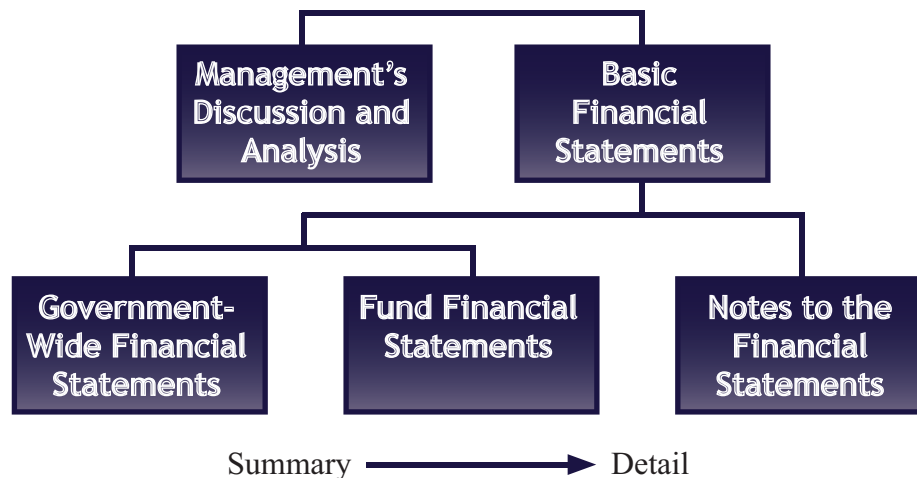 Management’s
Discussion and
Analysis
Basic
Financial
Statements
Government-
Wide Financial
Statements
Fund Financial
Statements
Notes to the
Financial
Statements
Summary
Detail